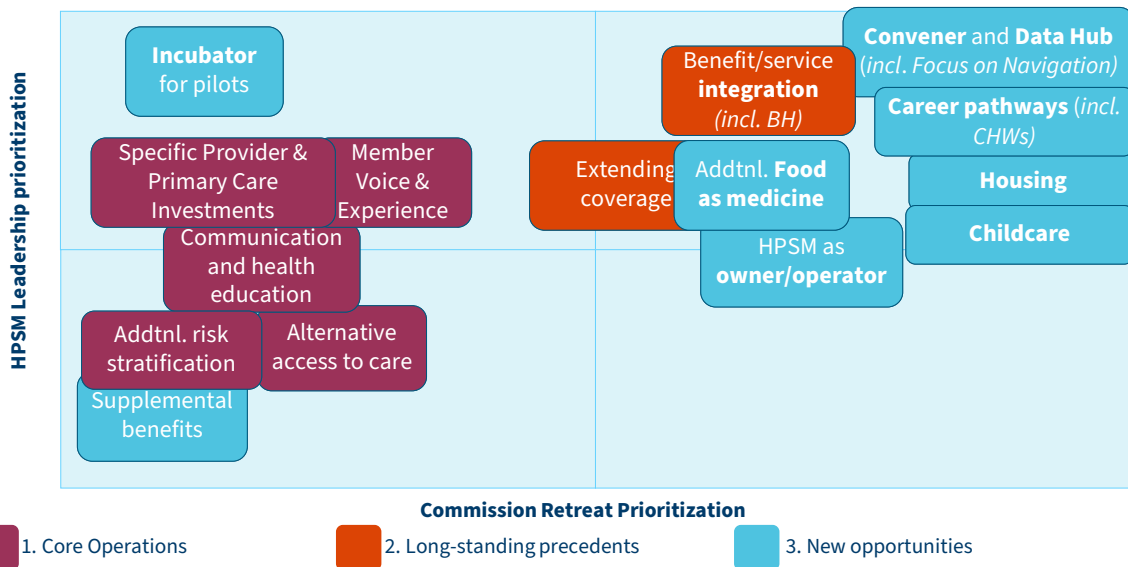 HPSM Leadership prioritization
Incubator
for pilots
Benefit/service
integration
(incl. BH)
Convener and Data Hub
(incl. Focus on Navigation)
Career pathways (incl.
CHWs)
Specific Provider &
Primary Care
Investments
Member
Voice &
Experience
Extending
coverage
Addtnl. Food
as medicine
Housing
Childcare
Communication
and health
education
HPSM as
owner/operator
Addtnl. risk
stratification
Alternative
access to care
Supplemental
benefits
Commission Retreat Prioritization
1. Core Operations
2. Long-standing precedents
3. New opportunities